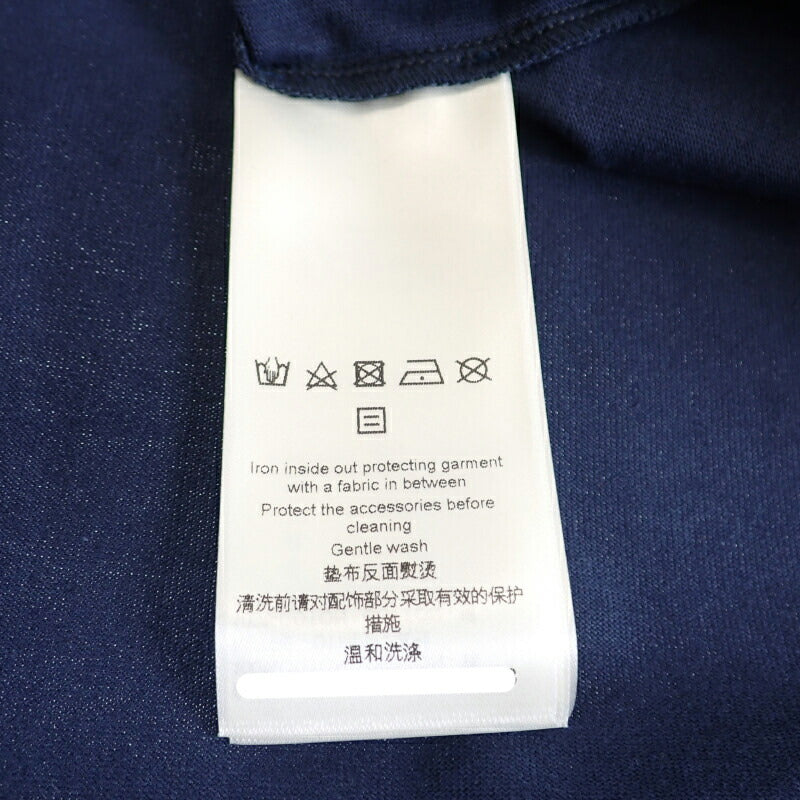 Iron inside out protecting garment
with a fabric in between
Protect the accessories before
cleaning
Gentle wash
垫布反面熨烫
清洗前请对配饰部分采取有效的保护
措施
温和洗涤